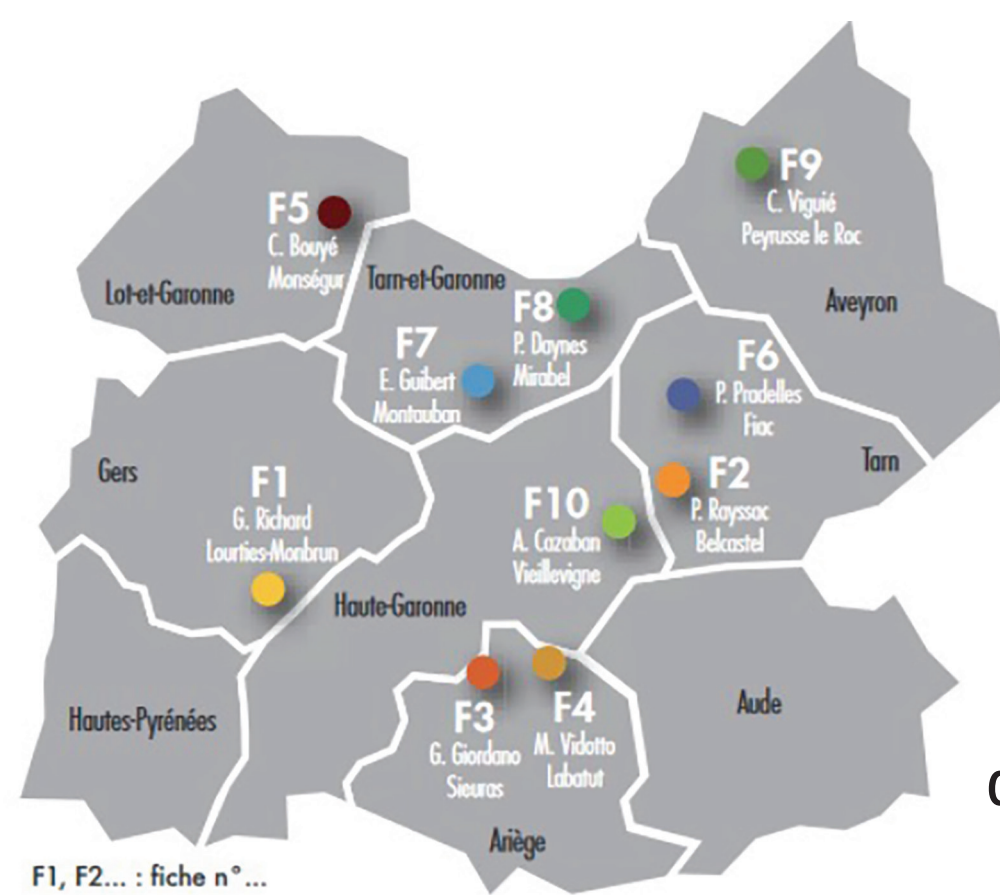 F9
C. Viguié
Peyrusse le Roc
F5
C. Bouyé
Monségur
Lot-et-Garonne
Tarn-et-Garonne
Aveyron
F8
P. Daynes
Mirabel
F7
E. Guibert
Montauban
F6
P. Pradelles
Fiac
Gers
Tarn
F1
G. Richard
Lourties-Monbrun
F2
P. Rayssac
Belcastel
F10
A. Cazaban
Vieillevigne
Haute-Garonne
Hautes-Pyrénées
Aude
F3
G. Giordano
Sieuras
F4
M. Vidotto
Labatut
Ariège
F1, F2... : fiche n°...